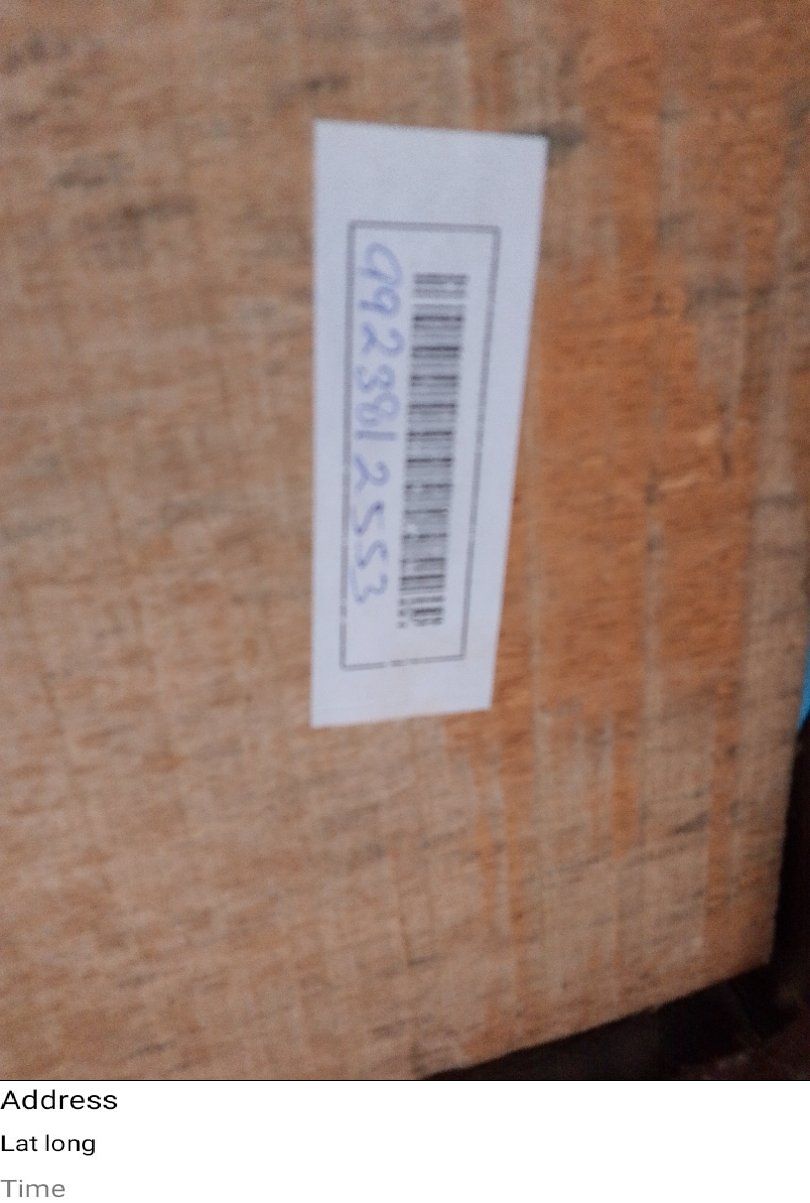 9923812553
Address
Lat long
Time